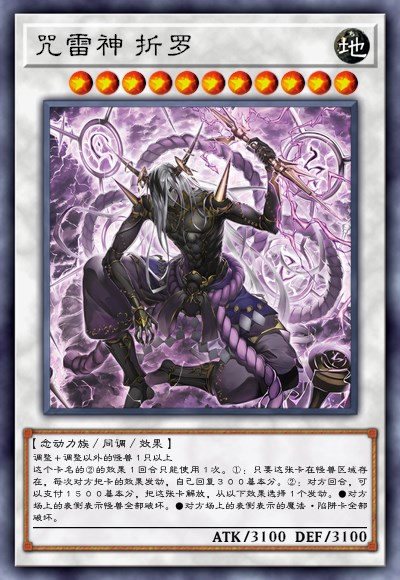 咒雷神 折罗
地
【念动力族／同调／效果】
调整＋调整以外的怪兽1只以上
这个卡名的②的效果1回合只能使用1次。①：只要这张卡在怪兽区域存
在，每次对方把卡的效果发动，自己回复300基本分。②：对方回合，可
以支付1500基本分，把这张卡解放，从以下效果选择1个发动。●对方
场上的表侧表示怪兽全部破坏。●对方场上的表侧表示的魔法·陷阱卡全部
破坏。
ATK/3100 DEF/3100